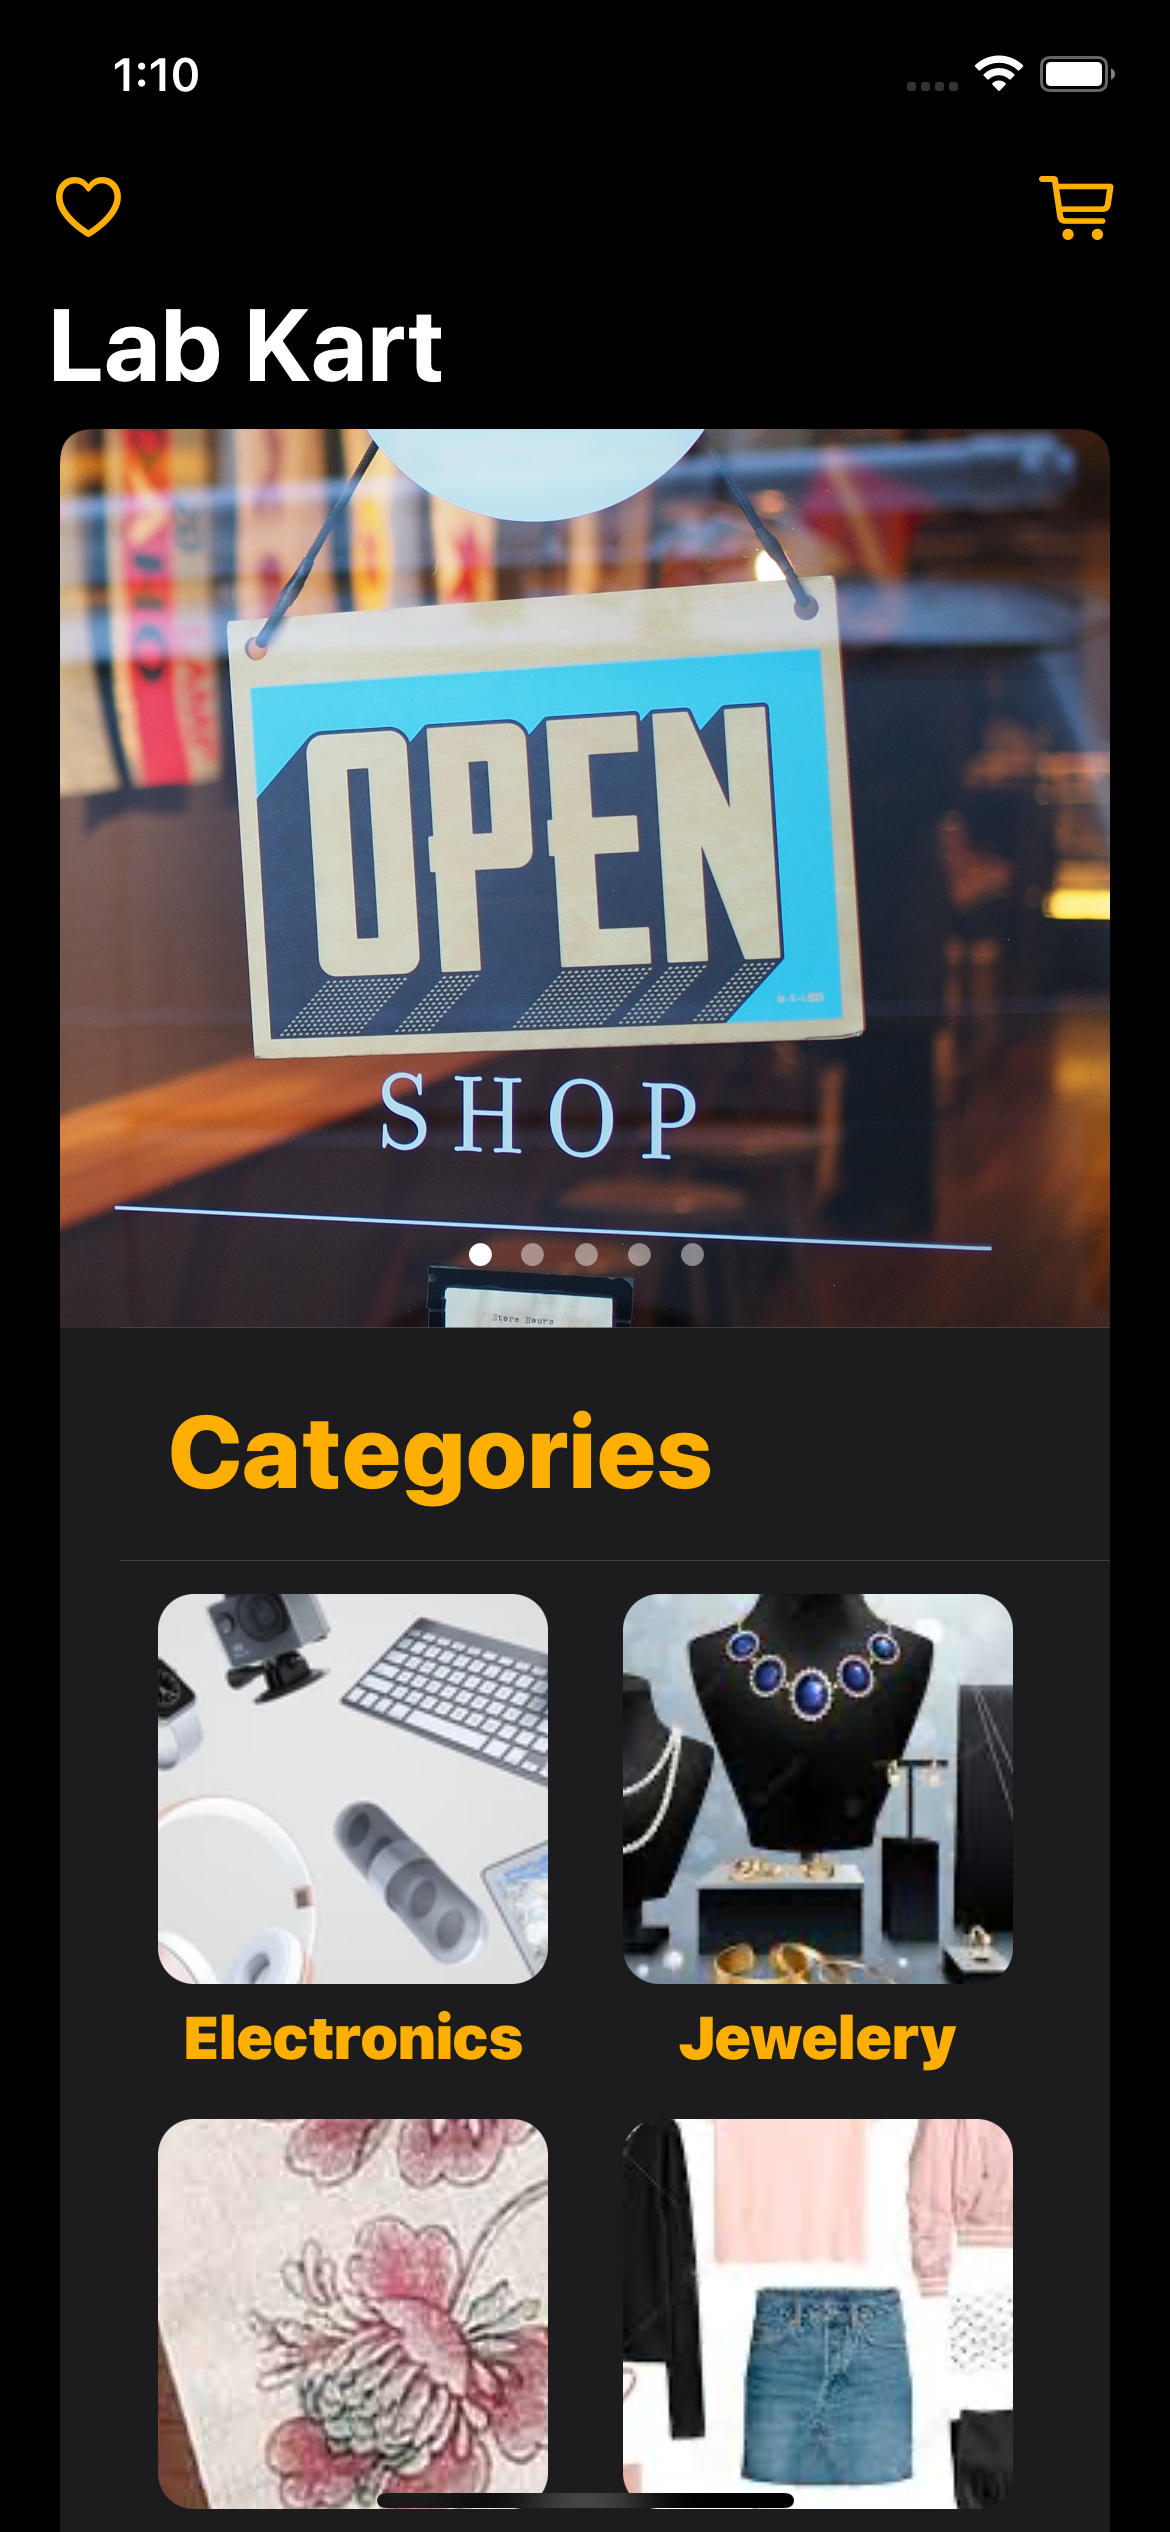 1:10
Lab Kart
OPEN
SHOP
Store Hours
Categories
Electronics
Jewelery